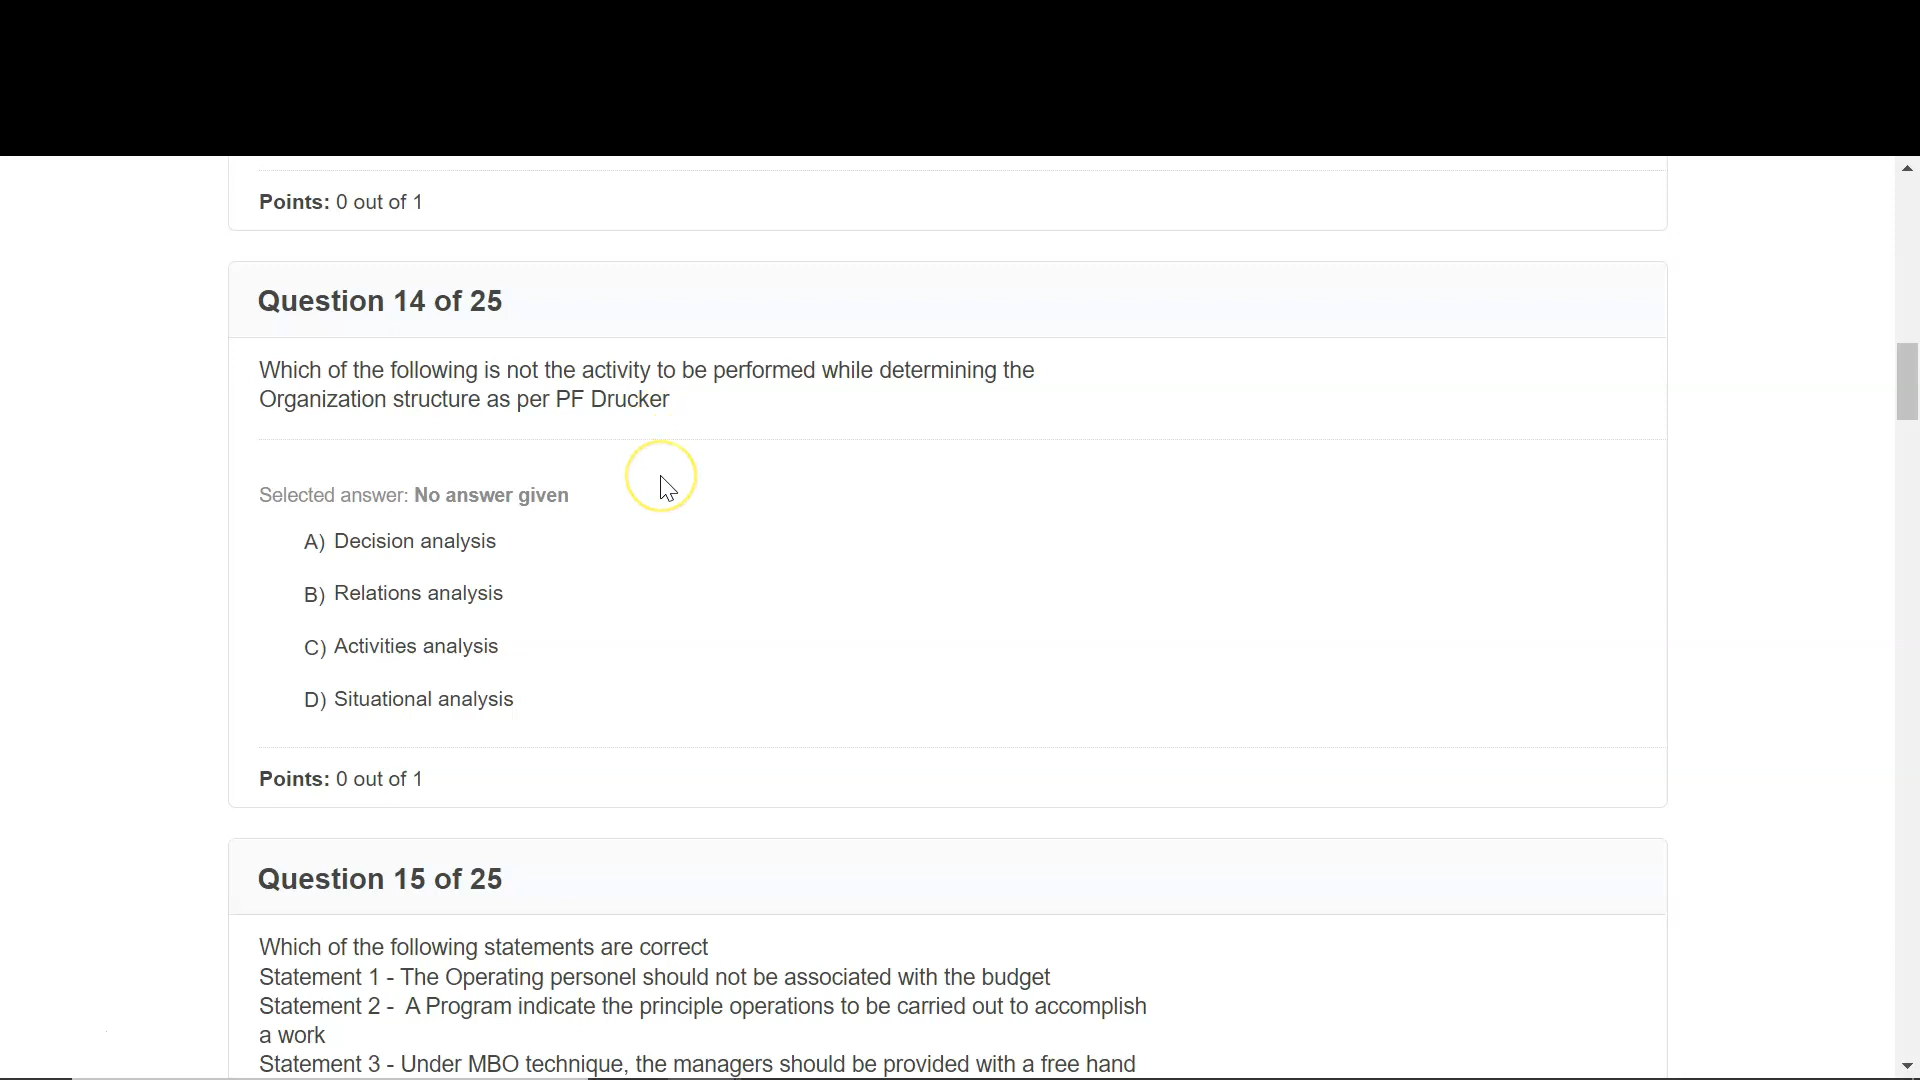 Points: 0 out of 1
Question 14 of 25
Which of the following is not the activity to be performed while determining the
Organization structure as per PF Drucker
Selected answer: No answer given
A) Decision analysis
B) Relations analysis
C) Activities analysis
D) Situational analysis
Points: 0 out of 1
Question 15 of 25
Which of the following statements are correct
Statement 1 - The Operating personel should not be associated with the budget
Statement 2 - A Program indicate the principle operations to be carried out to accomplish
a work
Statement 3 - Under MBO technique, the managers should be provided with a free hand